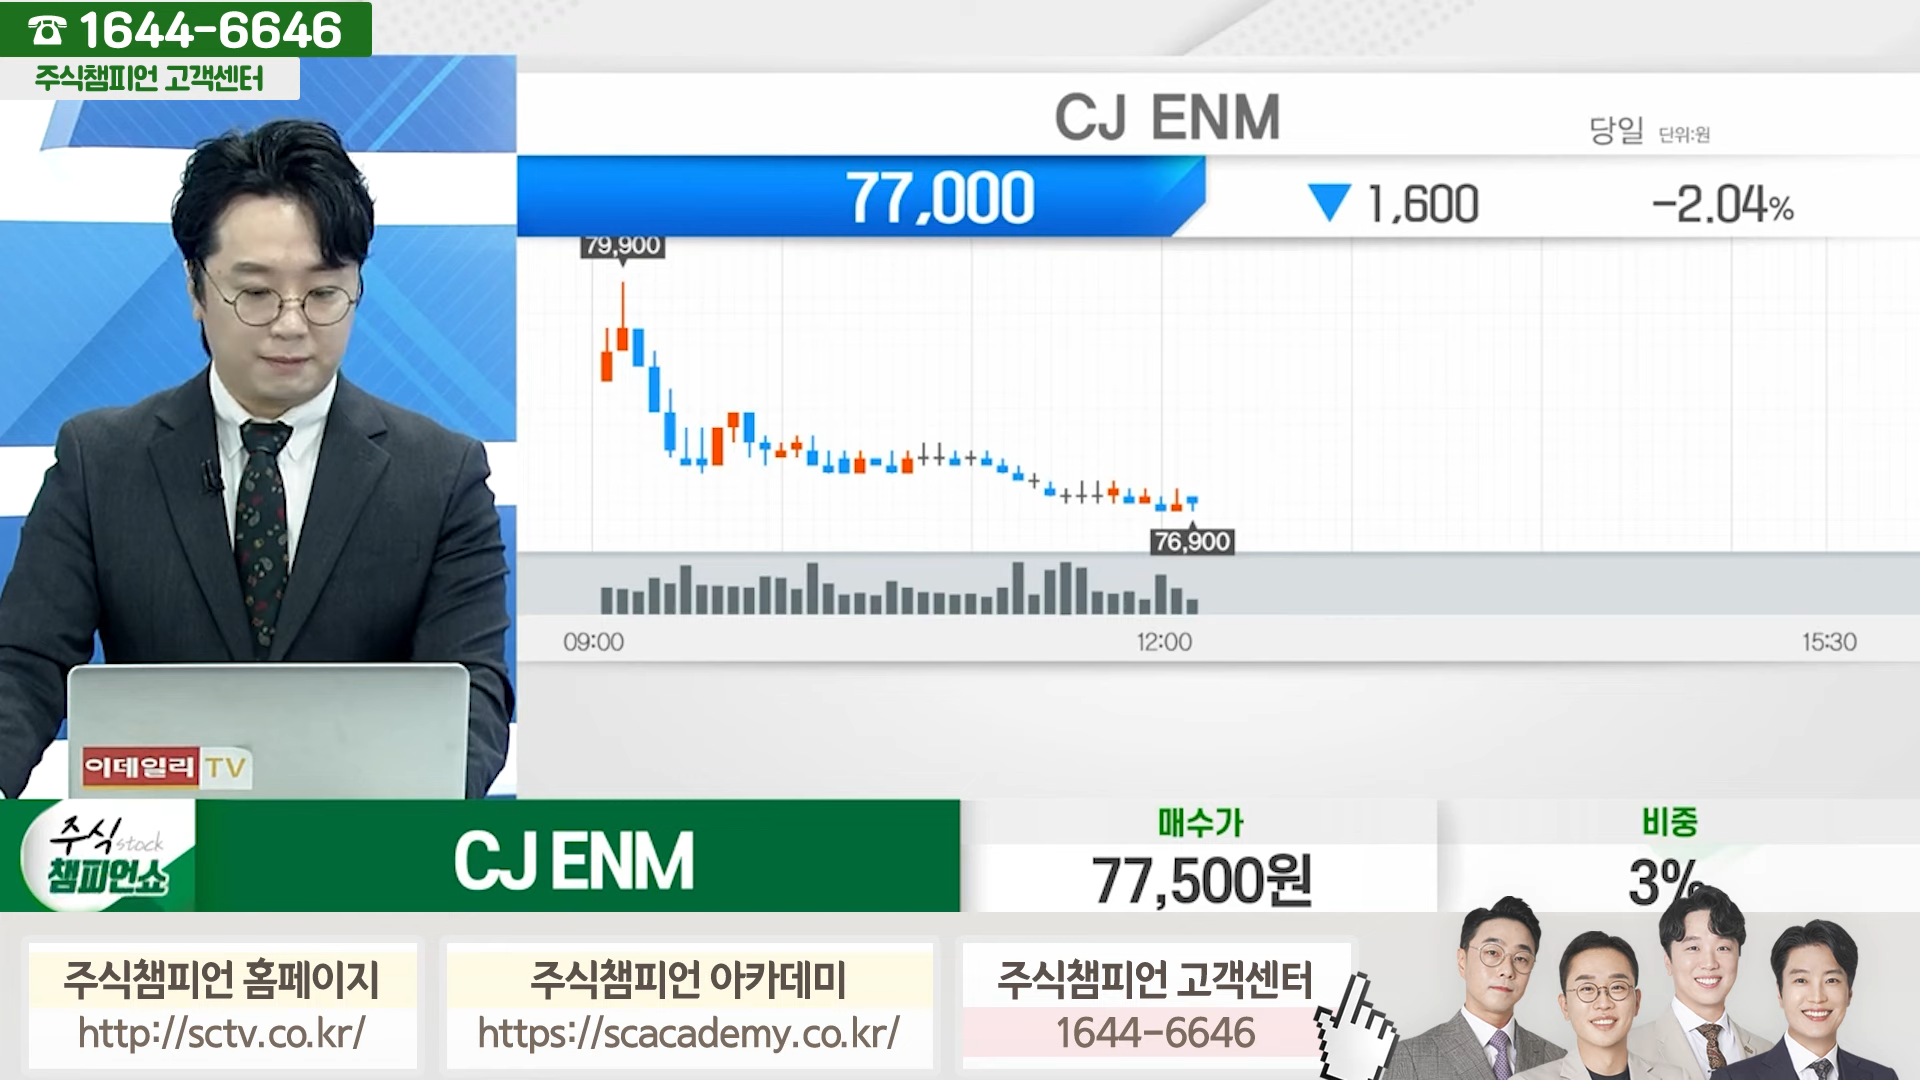 ☎ 1644-6646
주식챔피언 고객센터
CJ ENM
당일 단위:원
77,000
▼ 1,600
-2.04%
79,900
76,900
09:00
12:00
15:30
이데일리 TV
주식 stock
챔피언쇼
CJ ENM
매수가
77,500원
비중
3%
주식챔피언 홈페이지
http://sctv.co.kr/
주식챔피언 아카데미
https://scacademy.co.kr/
주식챔피언 고객센터
1644-6646